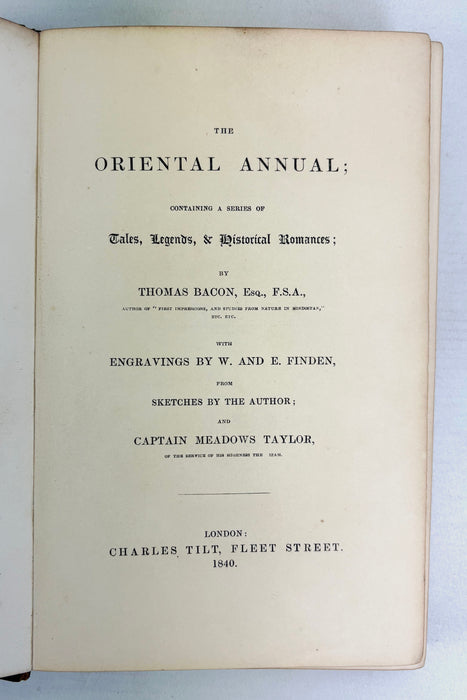 THE
ORIENTAL ANNUAL;
CONTAINING A SERIES OF
Tales, Legends, & Historical Romances;
BY
THOMAS BACON, Esq., F.S.A.,
AUTHOR OF "FIRST IMPRESSIONS, AND STUDIES FROM NATURE IN HINDOSTAN,"
ETC. ETC.
WITH
ENGRAVINGS BY W. AND E. FINDEN,
FROM
SKETCHES BY THE AUTHOR;
AND
CAPTAIN MEADOWS TAYLOR,
OF THE SERVICE OF HIS HIGHNESS THE IZAM.
LONDON:
CHARLES TILT, FLEET STREET.
1840.